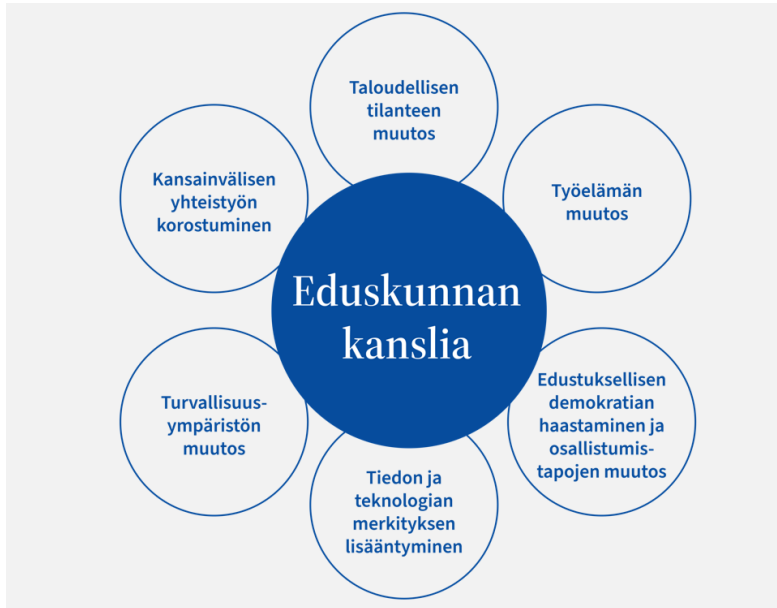 Taloudellisen
tilanteen
muutos
Työelämän
muutos
Edustuksellisen
demokratian
haastaminen ja
osallistumis-
tapojen muutos
Tiedon ja
teknologian
merkityksen
lisääntyminen
Turvallisuus-
ympäristön
muutos
Kansainvälisen
yhteistyön
korostuminen
Eduskunnan
kanslia